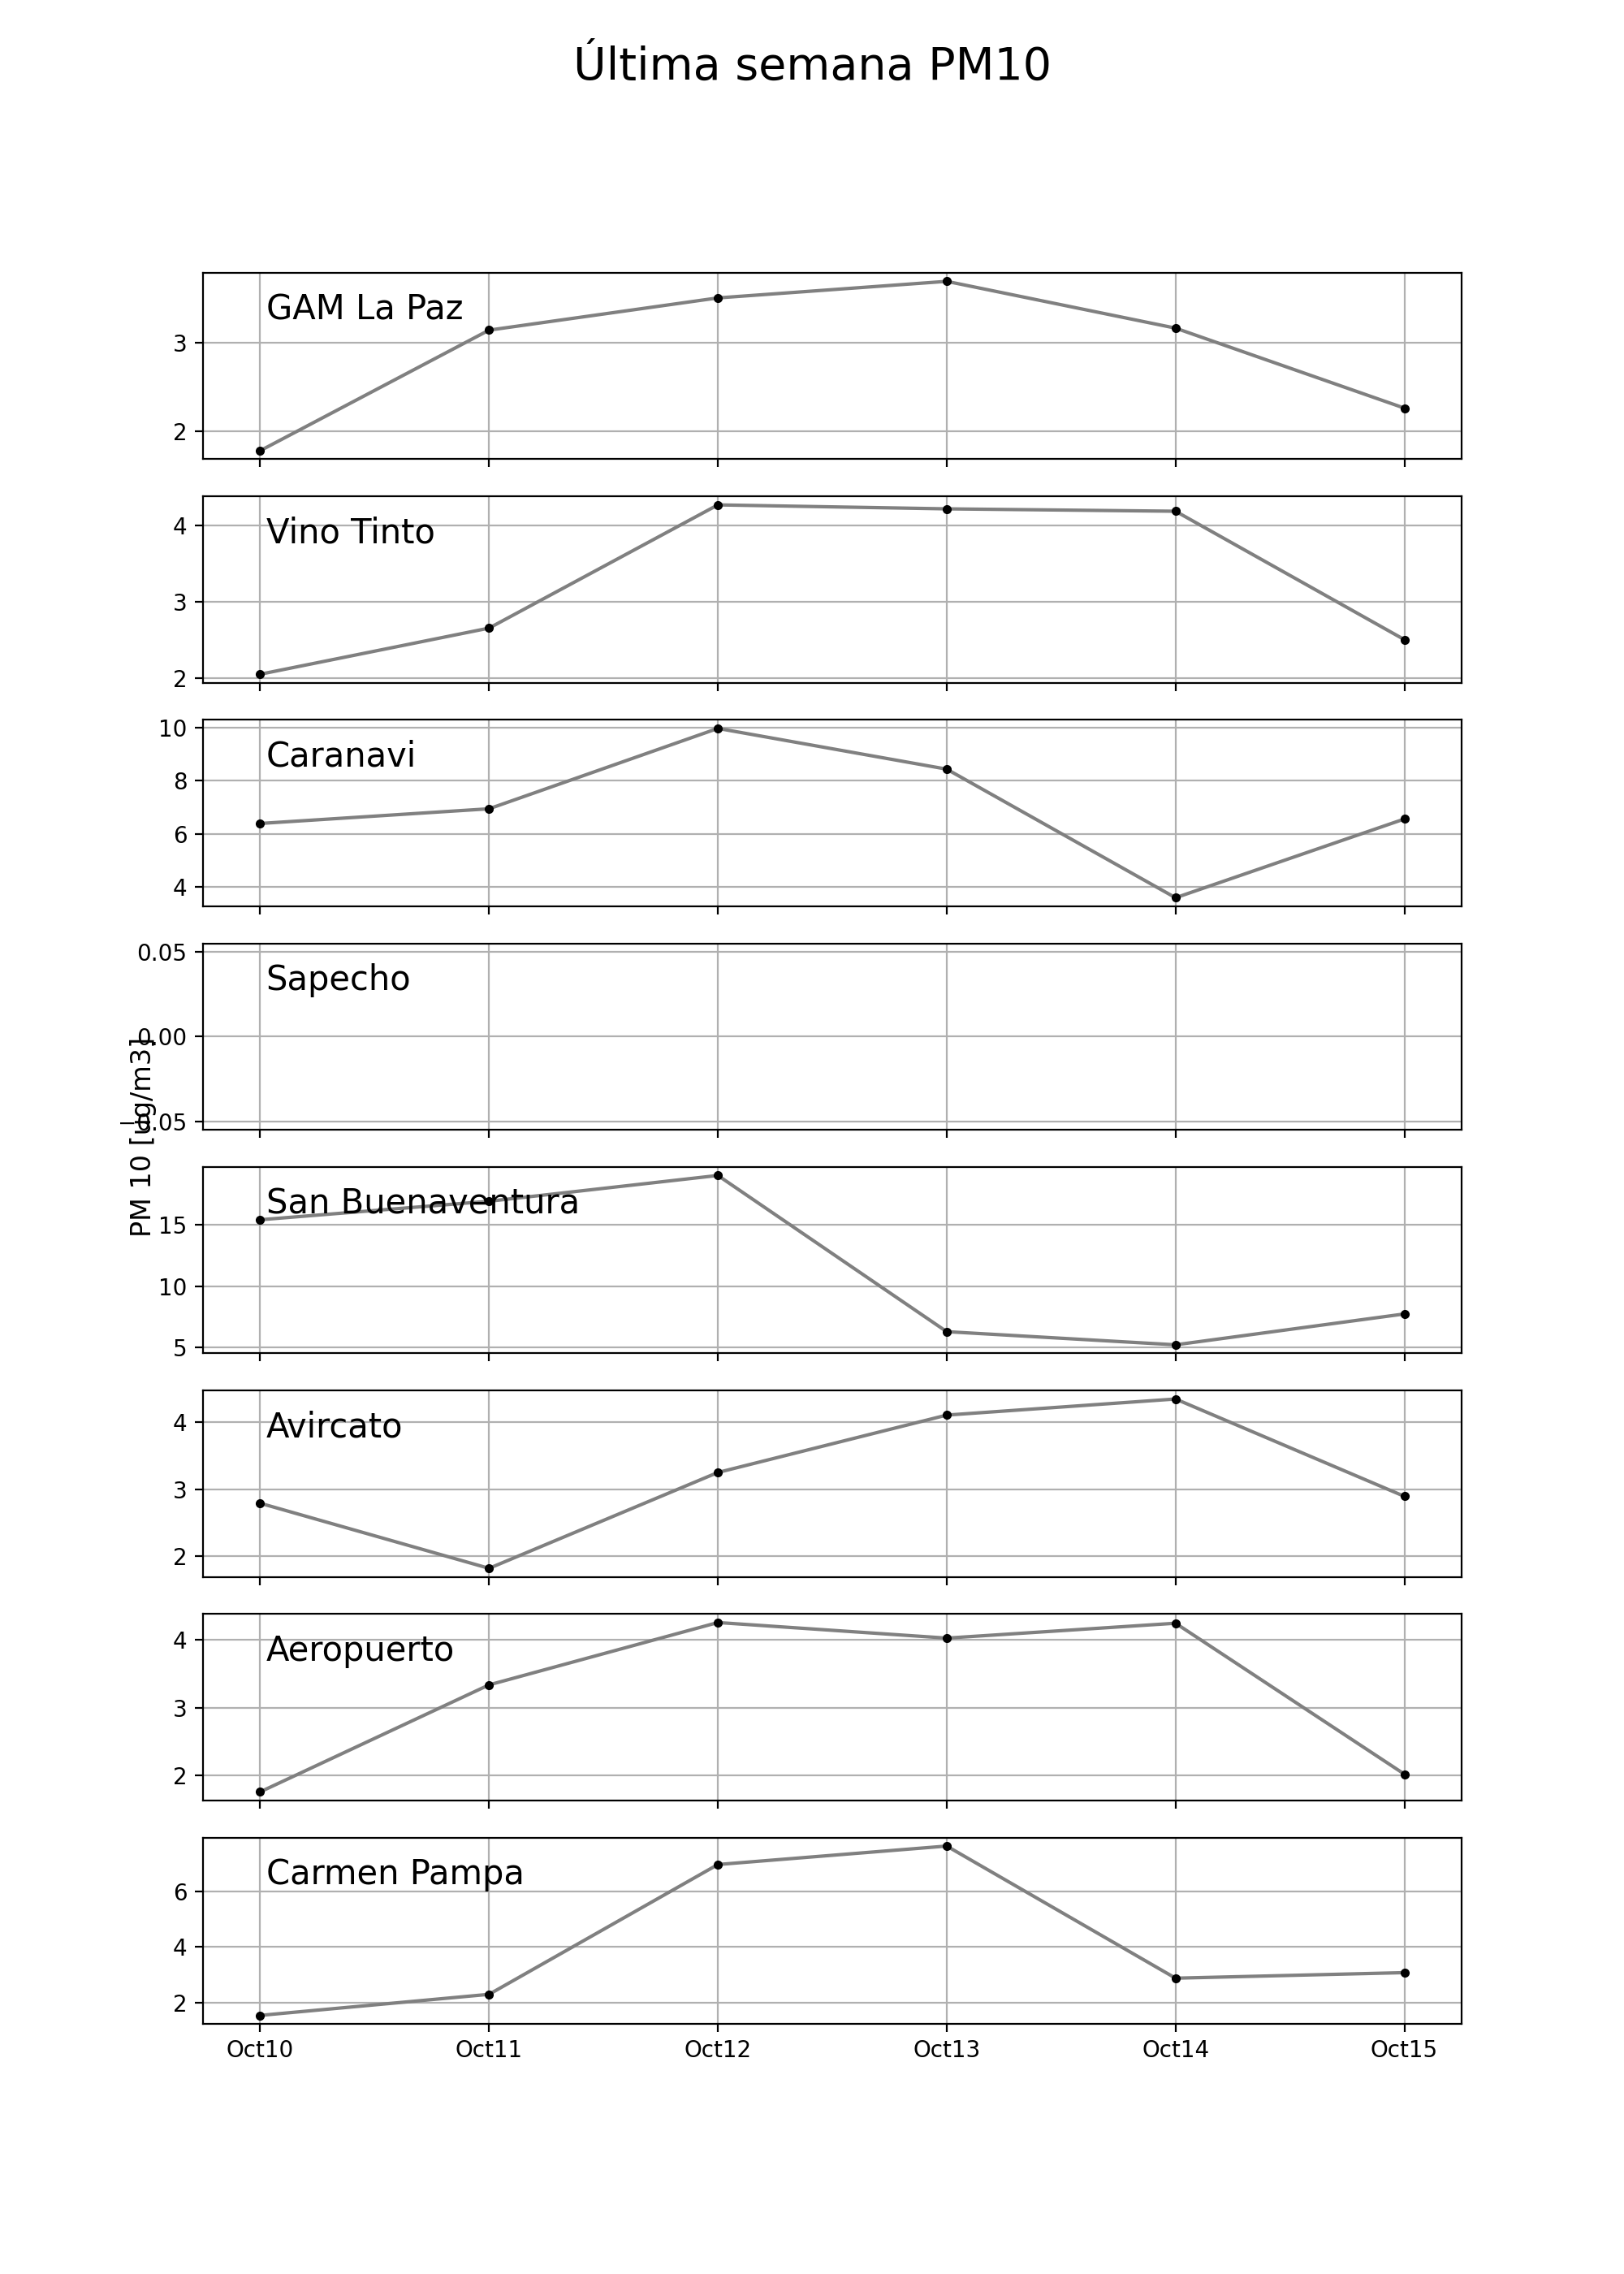 Última semana PM10
GAM La Paz
3
2
Vino Tinto
4
3
2
Caranavi
10
8
6
4
Sapecho
0.05
0.00
−0.05
PM 10 [ug/m3]
San Buenaventura
15
10
5
Avircato
4
3
2
Aeropuerto
4
3
2
Carmen Pampa
6
4
2
Oct10 Oct11 Oct12 Oct13 Oct14 Oct15